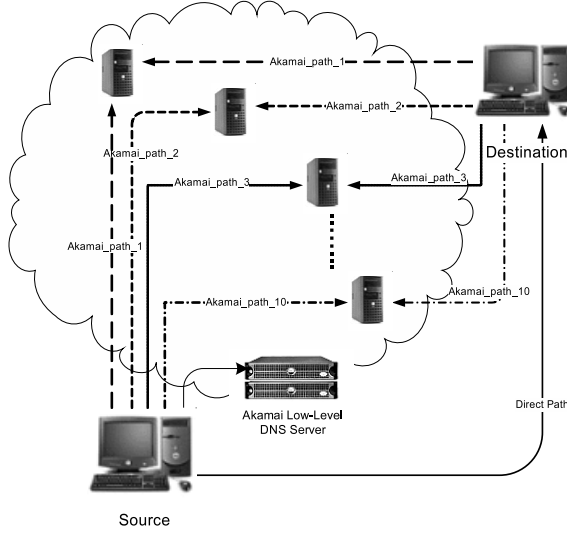 Akamai_path_1
Akamai_path_2
Destination
Akamai_path_2
Akamai_path_3
Akamai_path_3
Akamai_path_1
Akamai_path_10
Akamai_path_10
Akamai Low-Level
DNS Server
Direct Path
Source